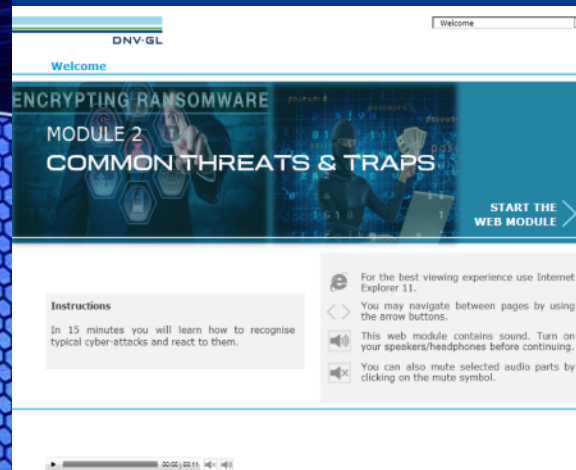 Welcome
DNV·GL
Welcome
ENCRYPTING RANSOMWARE
MODULE 2
COMMON THREATS & TRAPS
START THE
WEB MODULE
Instructions
In 15 minutes you will learn how to recognise
typical cyber-attacks and react to them.
For the best viewing experience use Internet
Explorer 11.
You may navigate between pages by using
the arrow buttons.
This web module contains sound. Turn on
your speakers/headphones before continuing.
You can also mute selected audio parts by
clicking on the mute symbol.
00:00 | 00:11